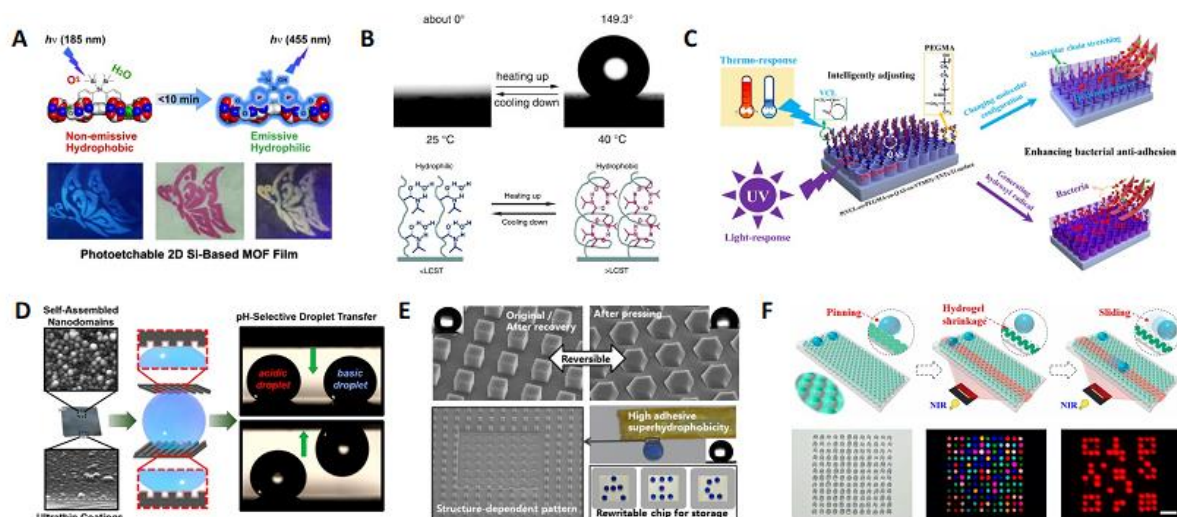 A
hν (185 nm)
hν (455 nm)
H₂O
<10 min
Non-emissive
Hydrophobic
Emissive
Hydrophilic
Photoetchable 2D Si-Based MOF Film
B
about 0°
149.3°
heating up
cooling down
25 °C
40 °C
Hydrophilic
Hydrophobic
Heating up
Cooling down
<LCST
>LCST
C
Thermo-response
Intelligently adjusting
PEGMA
VCL
QAS
UV
Light-response
Molecular chain stretching
Changing molecular
configuration
Enhancing bacterial anti-adhesion
Generating
hydroxyl radical
Bacteria
D
Self-Assembled
Nanodomains
Ultrathin Coatings
pH-Selective Droplet Transfer
acidic
droplet
basic
droplet
E
Original /
After recovery
After pressing
Reversible
High adhesive
superhydrophobicity
Structure-dependent pattern
Rewritable chip for storage
F
Pinning
Hydrogel
shrinkage
Sliding
NIR
NIR